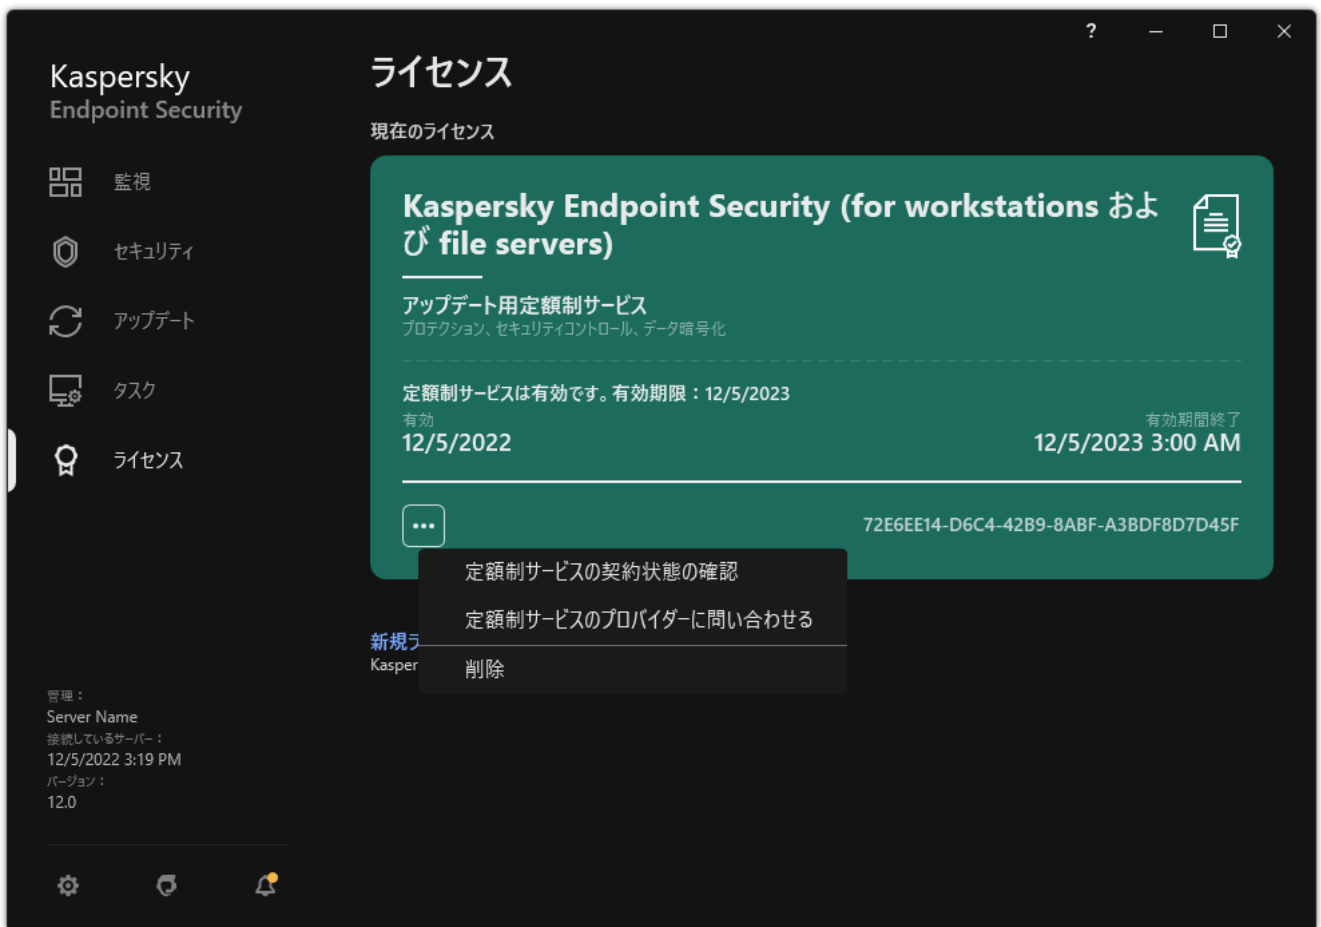 ?
Kaspersky
Endpoint Security
監視
セキュリティ
アップデート
タスク
ライセンス
管理：
Server Name
接続しているサーバー：
12/5/2022 3:19 PM
バージョン：
12.0
ライセンス
現在のライセンス
Kaspersky Endpoint Security (for workstations およ
び file servers)
アップデート用定額制サービス
プロテクション、セキュリティコントロール、データ暗号化
定額制サービスは有効です。有効期限：12/5/2023
有効
12/5/2022
有効期間終了
12/5/2023 3:00 AM
72E6EE14-D6C4-42B9-8ABF-A3BDF8D7D45F
定額制サービスの契約状態の確認
定額制サービスのプロバイダーに問い合わせる
削除
新規ラ
Kasper